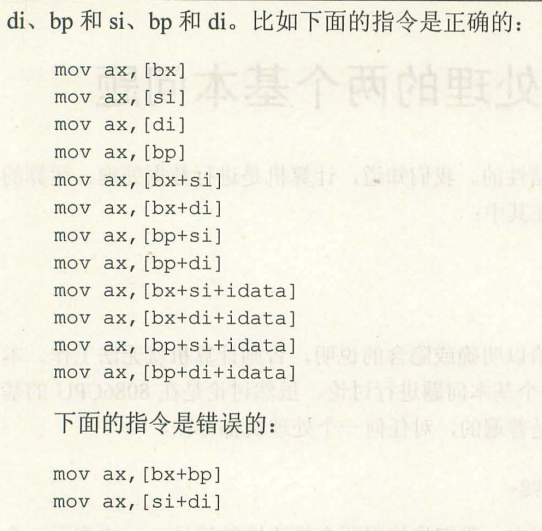 di、bp 和 si、bp 和 di。比如下面的指令是正确的：
mov ax,[bx]
mov ax,[si]
mov ax,[di]
mov ax,[bp]
mov ax,[bx+si]
mov ax,[bx+di]
mov ax,[bp+si]
mov ax,[bp+di]
mov ax,[bx+si+idata]
mov ax,[bx+di+idata]
mov ax,[bp+si+idata]
mov ax,[bp+di+idata]
下面的指令是错误的：
mov ax,[bx+bp]
mov ax,[si+di]